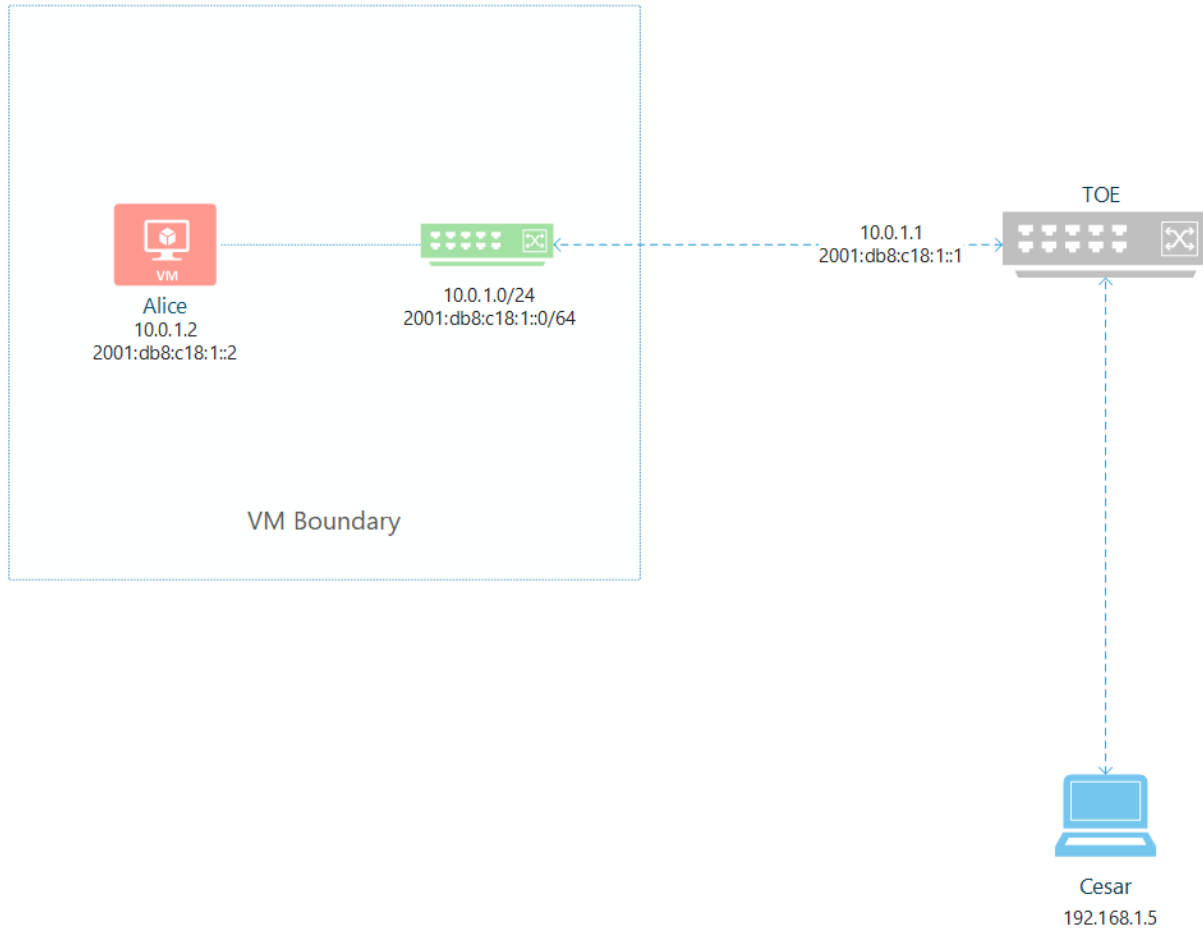 TOE
10.0.1.1
2001:db8:c18:1::1
VM
Alice
10.0.1.2
2001:db8:c18:1::2
10.0.1.0/24
2001:db8:c18:1::0/64
VM Boundary
Cesar
192.168.1.5